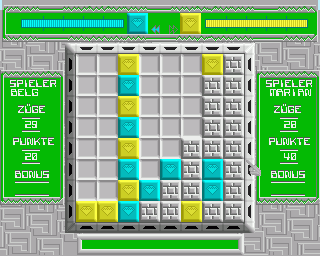 SPIELER
BELG
ZÜGE
29
PUNKTE
20
BONUS
SPIELER
MARIAN
ZÜGE
28
PUNKTE
40
BONUS